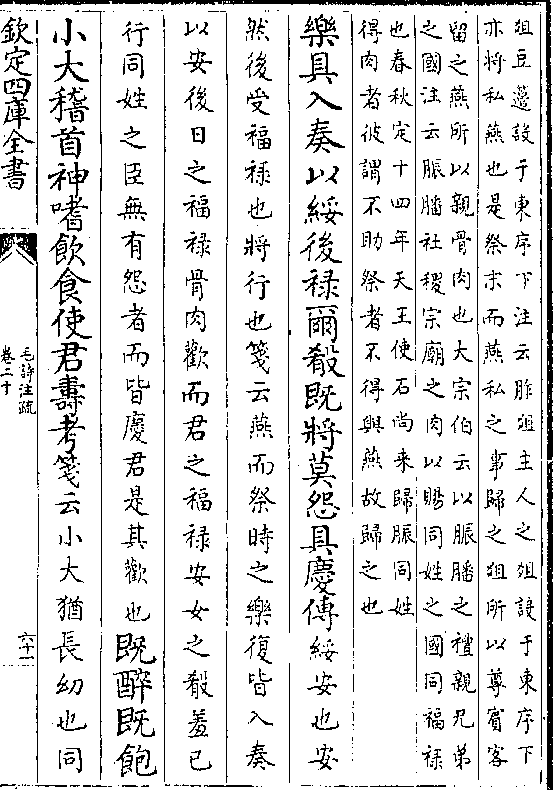 俎豆籩設于東序下注云胙俎主人之俎設于東序下
亦將私燕也是祭末而燕私之事歸之俎所以尊賓客
留之燕所以親骨肉也大宗伯云以脤膰之禮親兄弟
之國注云脤膰社稷宗廟之肉以賜同姓之國同福禄
也春秋定十四年天王使石尚来歸脤同姓
得肉者彼謂不助祭者不得與燕故歸之也
樂具入奏以綏後禄爾殽既將莫怨具慶傳綏安也安
然後受福禄也將行也箋云燕而祭時之樂復皆入奏
以安後日之福禄骨肉歡而君之福禄安女之殽羞已
行同姓之臣無有怨者而皆慶君是其歡也既醉既飽
小大稽首神嗜飲食使君壽考箋云小大猶長幼也同
欽定四庫全書
毛詩注疏
卷二十
六十一